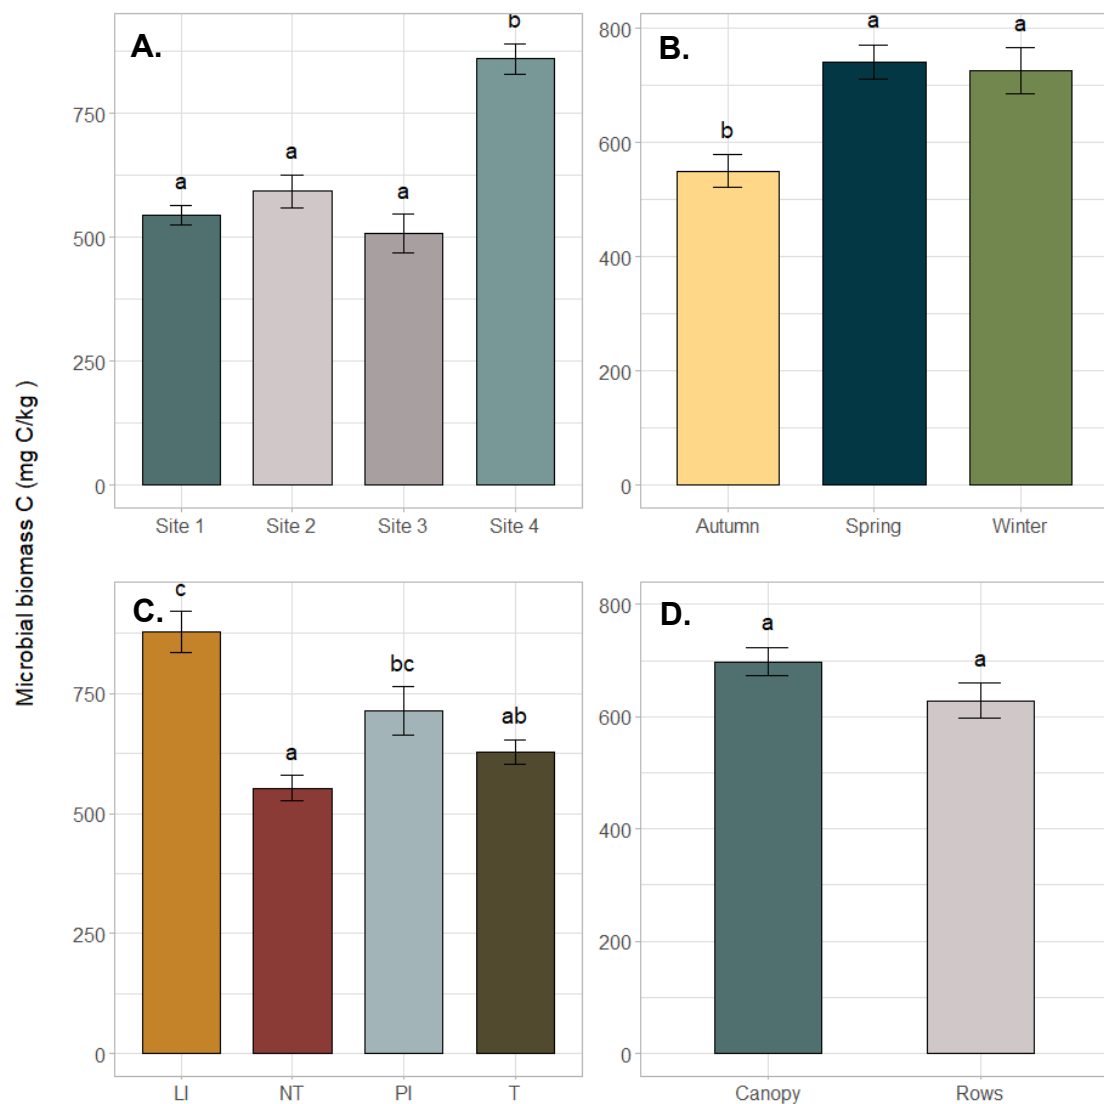 Microbial biomass C (mg C/kg )
A.
a
a
a
b
750
500
250
0
Site 1
Site 2
Site 3
Site 4
B.
b
a
a
800
600
400
200
0
Autumn
Spring
Winter
C.
c
a
bc
ab
750
500
250
0
LI
NT
PI
T
D.
a
a
800
600
400
200
0
Canopy
Rows